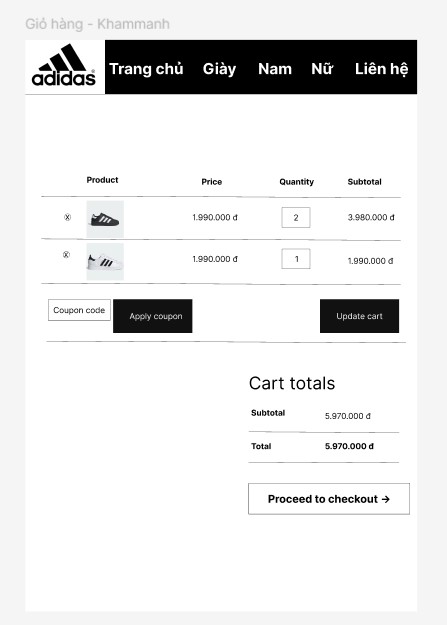 Giỏ hàng - Khammanh
adidas
Trang chủ Giày Nam Nữ Liên hệ
Product Price Quantity Subtotal
1.990.000 đ 2 3.980.000 đ
1.990.000 đ 1 1.990.000 đ
Coupon code Apply coupon Update cart
Cart totals
Subtotal 5.970.000 đ
Total 5.970.000 đ
Proceed to checkout →